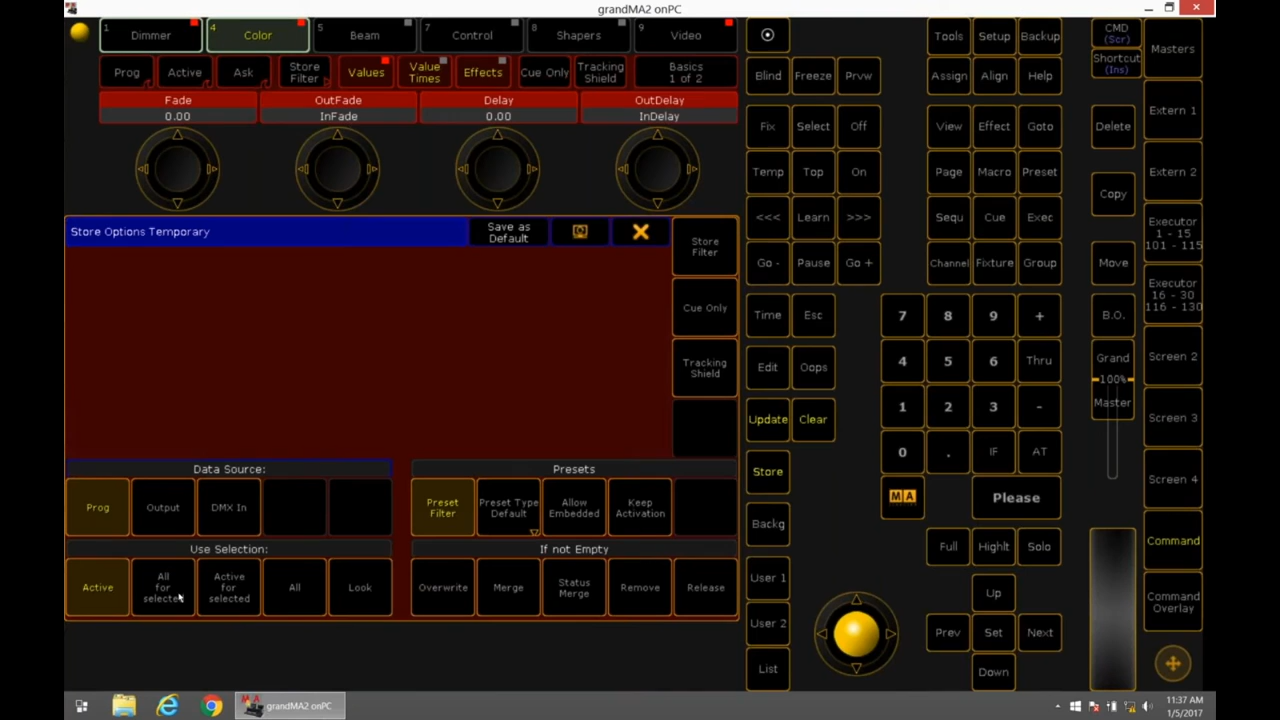 grandMA2 onPC
1 Dimmer
4 Color
5 Beam
7 Control
8 Shapers
9 Video
Prog
Active
Ask
Store
Filter
Values
Value
Times
Effects
Cue Only
Tracking
Shield
Basics
1 of 2
Fade
OutFade
Delay
OutDelay
0.00
InFade
0.00
InDelay
Store Options Temporary
Save as
Default
Store
Filter
Cue Only
Tracking
Shield
Data Source:
Prog
Output
DMX In
Presets
Preset
Filter
Preset Type
Default
Allow
Embedded
Keep
Activation
Use Selection:
Active
All
for
selected
Active
for
selected
All
Look
If not Empty
Overwrite
Merge
Status
Merge
Remove
Release
Blind
Freeze
Prvw
Fix
Select
Off
Temp
Top
On
<<<
Learn
>>>
Go -
Pause
Go +
Time
Esc
Edit
Oops
Update
Clear
Store
Backg
User 1
User 2
List
Tools
Setup
Backup
Assign
Align
Help
View
Effect
Goto
Page
Macro
Preset
Sequ
Cue
Exec
Channel
Fixture
Group
7
8
9
+
4
5
6
Thru
1
2
3
-
0
.
IF
AT
MA
Please
Full
Highlt
Solo
Up
Prev
Set
Next
Down
CMD
(Scr)
Shortcut
(Ins)
Delete
Copy
Move
B.O.
Grand
100%
Master
Masters
Extern 1
Extern 2
Executor
1 - 15
101 - 115
Executor
16 - 30
116 - 130
Screen 2
Screen 3
Screen 4
Command
Command
Overlay
grandMA2 onPC
11:37 AM
1/5/2017